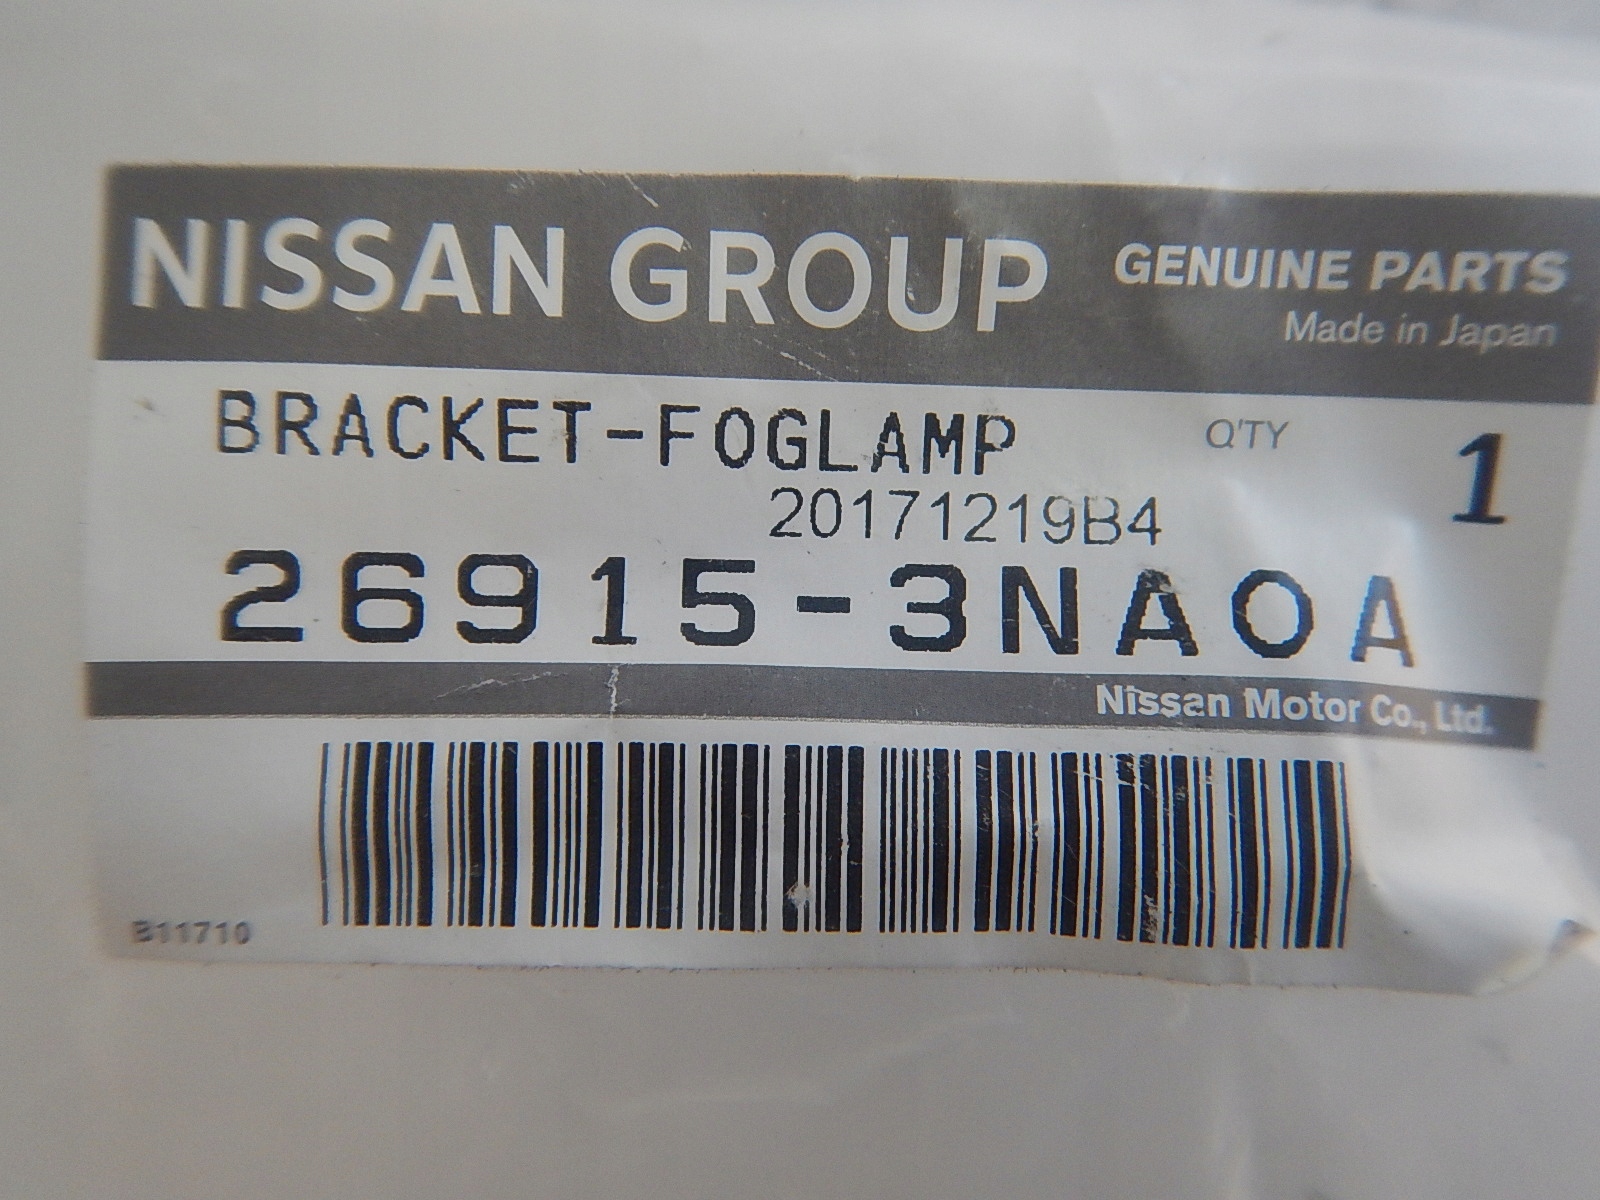 NISSAN GROUP GENUINE PARTS
Made in Japan
BRACKET-FOGLAMP Q'TY 1
20171219B4
26915-3NA0A
Nissan Motor Co., Ltd.
B11710